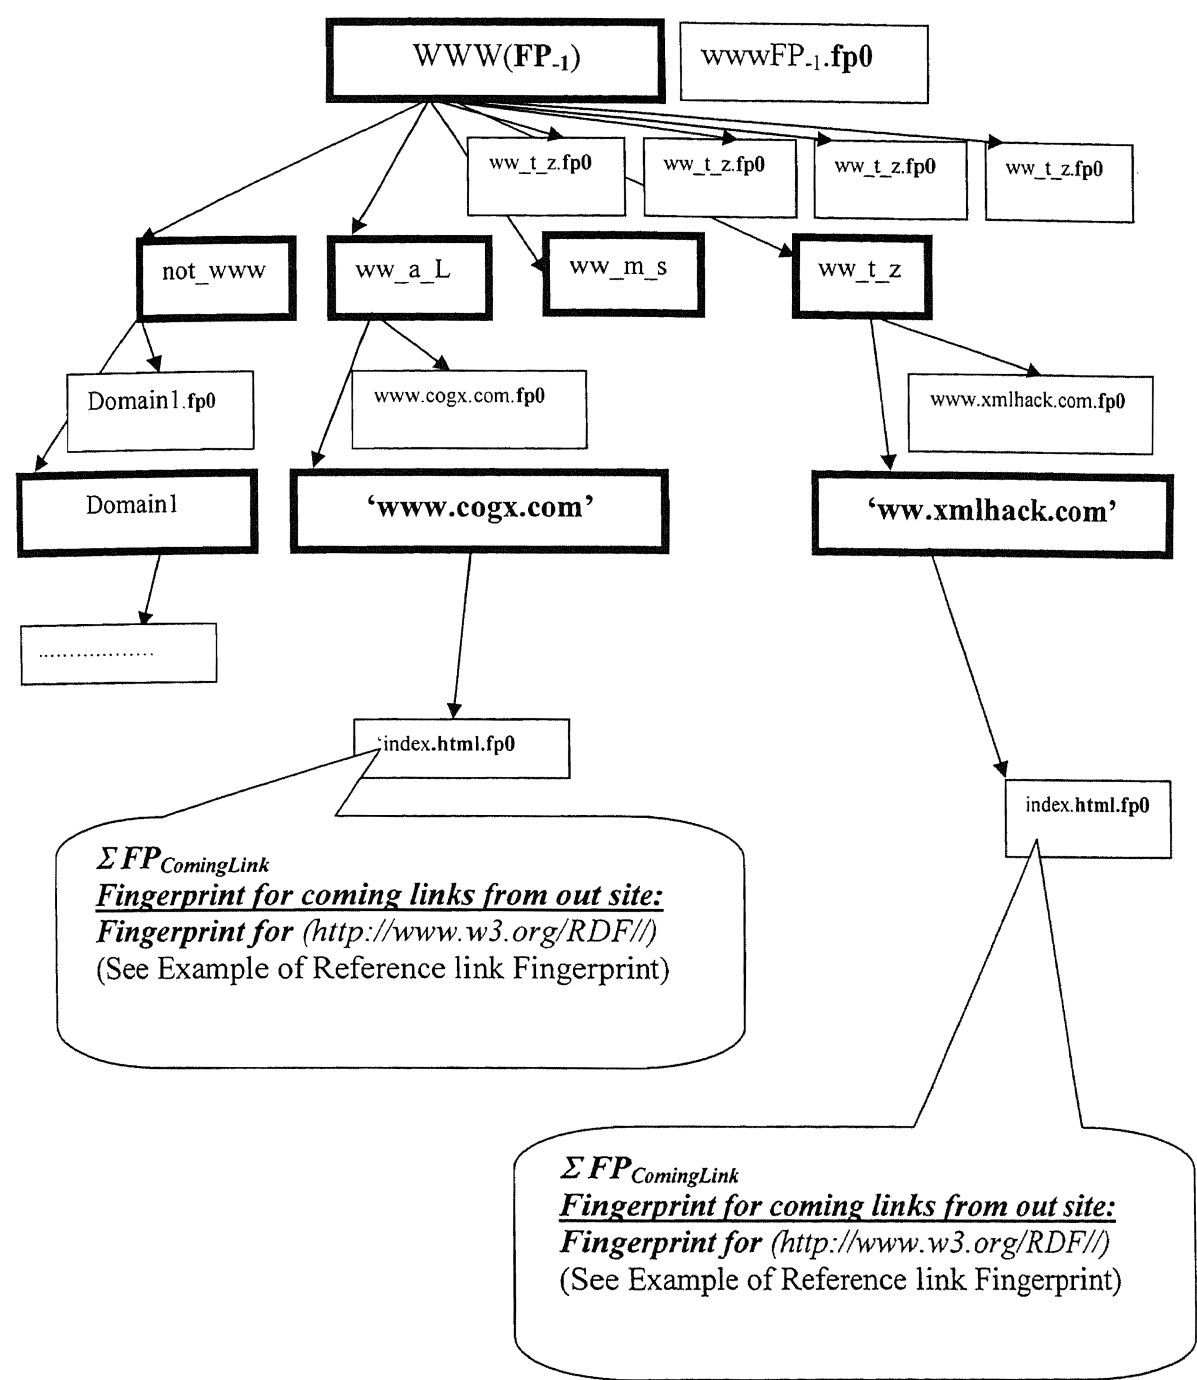 WWW(FP-1)
wwwFP-1.fp0
ww_t_z.fp0
ww_t_z.fp0
ww_t_z.fp0
ww_t_z.fp0
not_www
ww_a_L
ww_m_s
ww_t_z
Domain1.fp0
www.cogx.com.fp0
www.xmlhack.com.fp0
Domain1
‘www.cogx.com’
‘ww.xmlhack.com’
..................
‘index.html.fp0
index.html.fp0
Σ FPComingLink
Fingerprint for coming links from out site:
Fingerprint for (http://www.w3.org/RDF//)
(See Example of Reference link Fingerprint)
Σ FPComingLink
Fingerprint for coming links from out site:
Fingerprint for (http://www.w3.org/RDF//)
(See Example of Reference link Fingerprint)